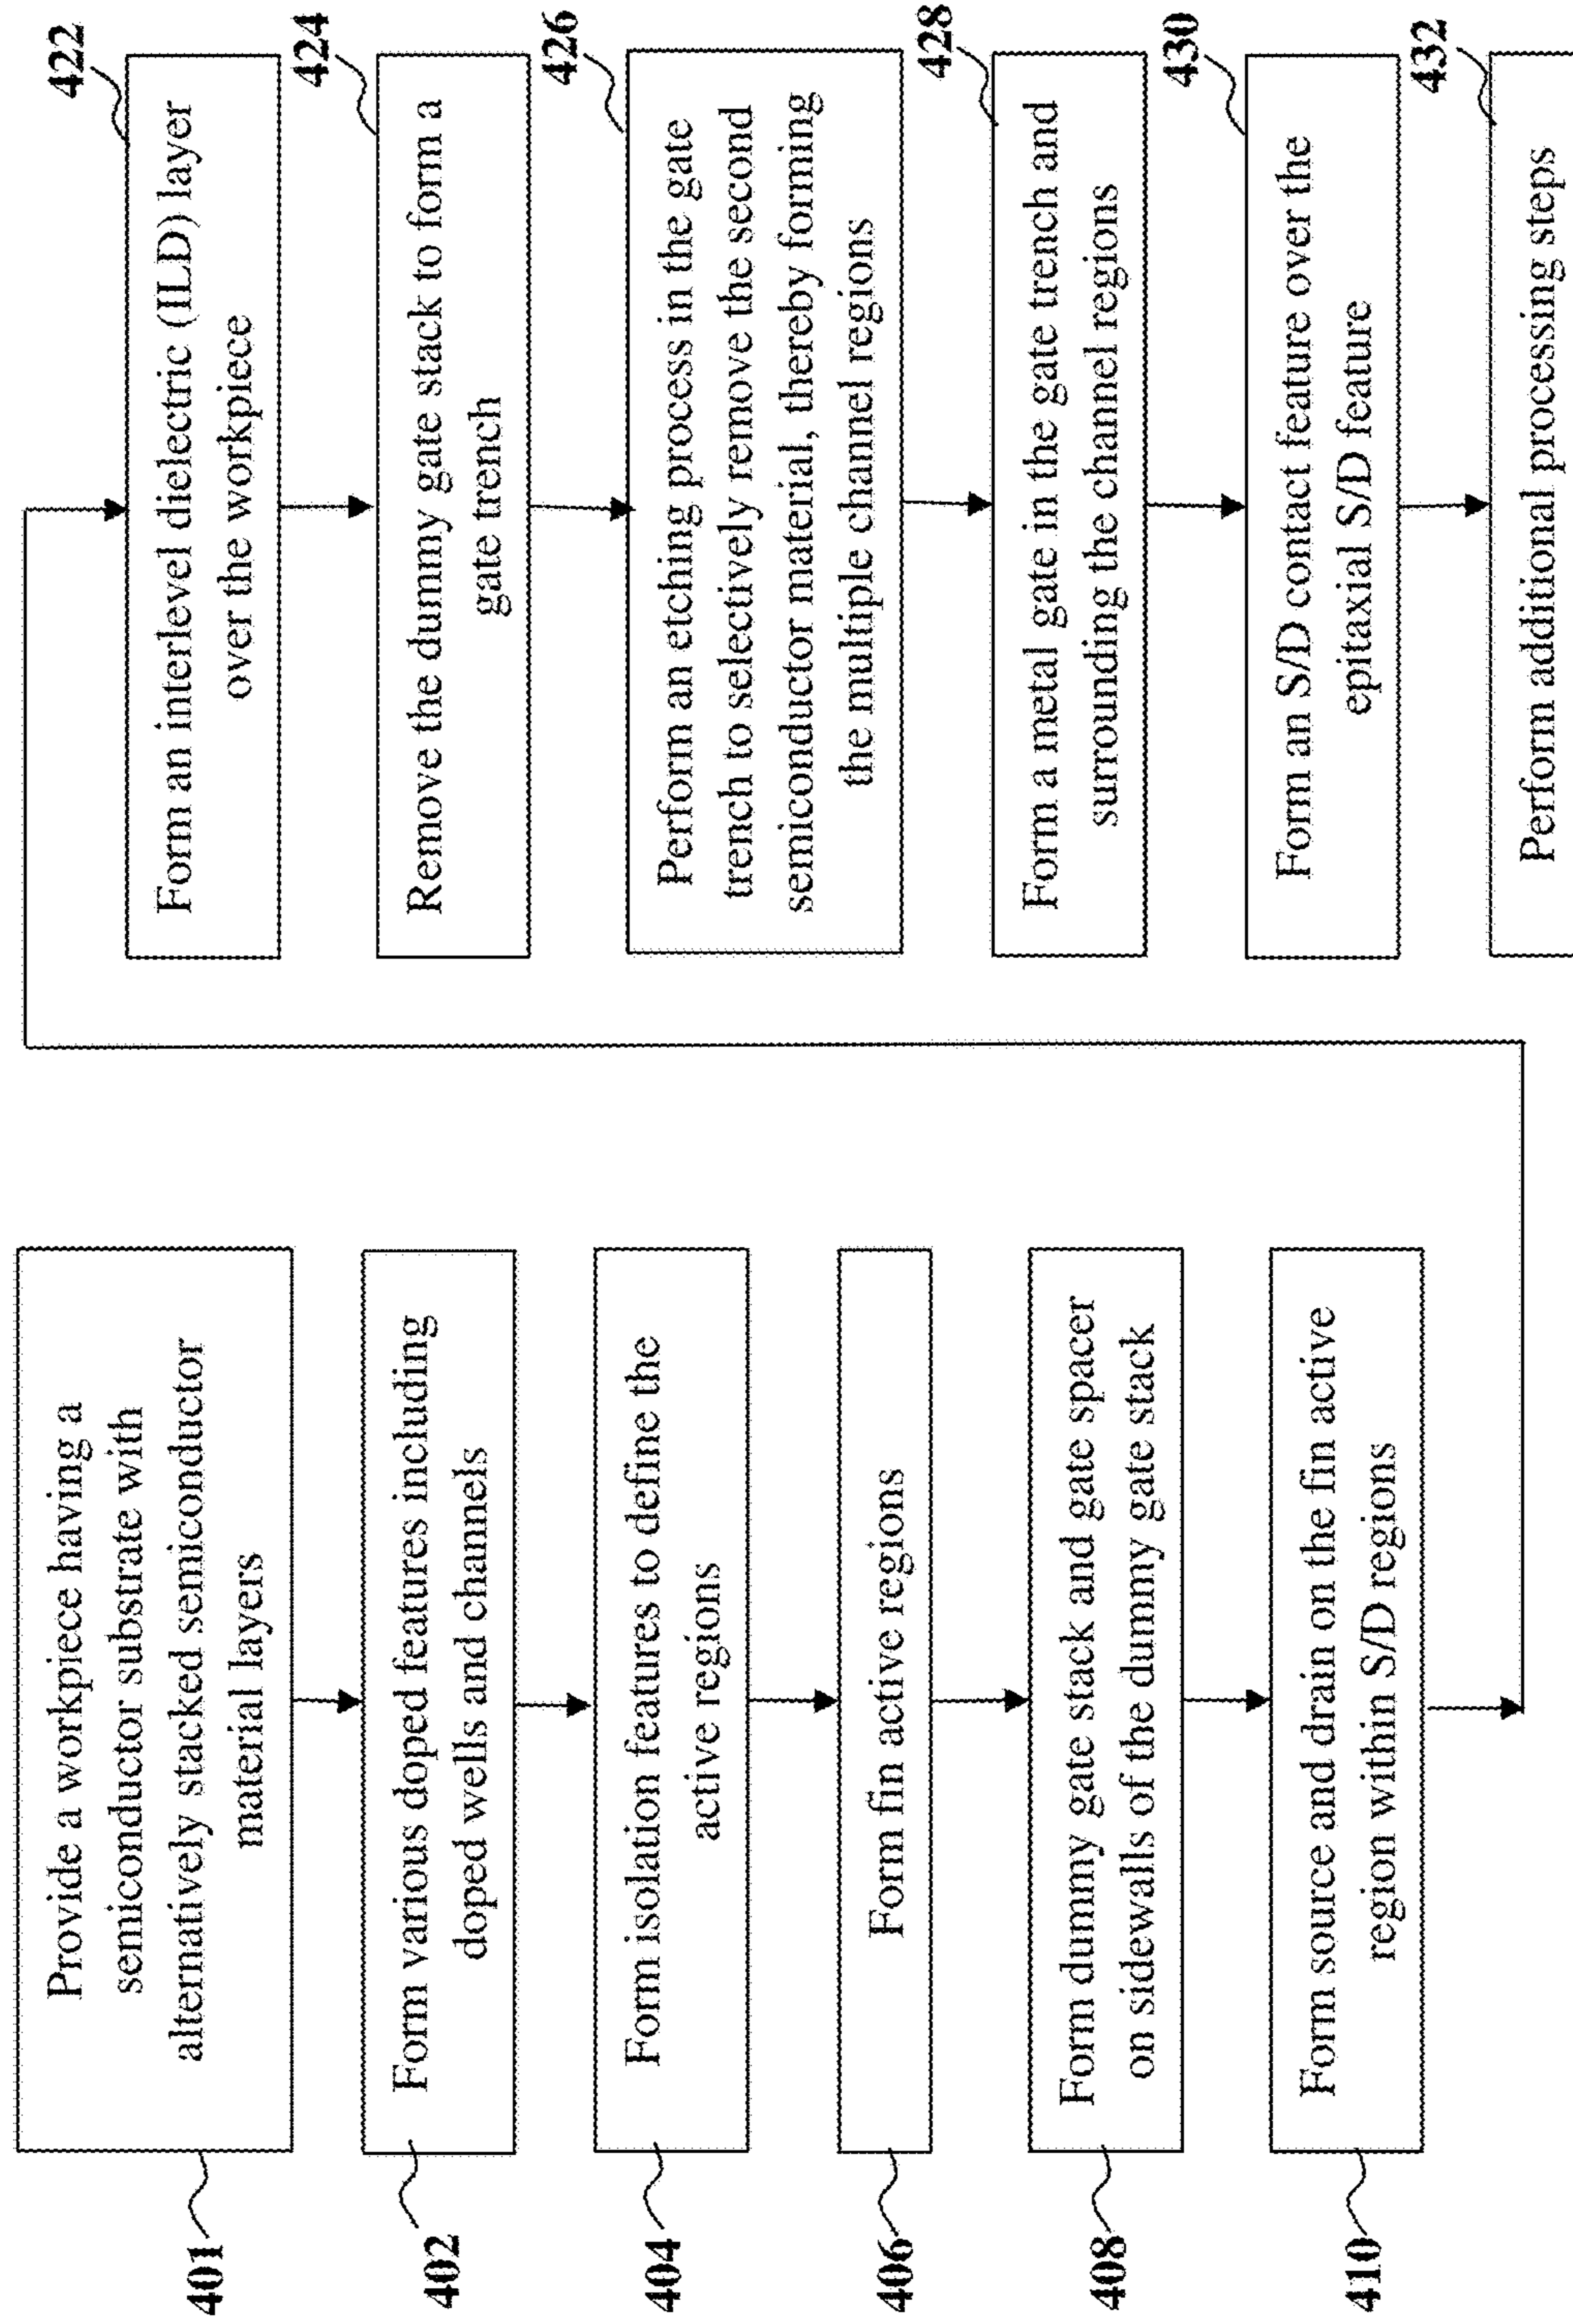 401
Provide a workpiece having a
semiconductor substrate with
alternatively stacked semiconductor
material layers
402
Form various doped features including
doped wells and channels
404
Form isolation features to define the
active regions
406
Form fin active regions
408
Form dummy gate stack and gate spacer
on sidewalls of the dummy gate stack
410
Form source and drain on the fin active
region within S/D regions
422
Form an interlevel dielectric (ILD) layer
over the workpiece
424
Remove the dummy gate stack to form a
gate trench
426
Perform an etching process in the gate
trench to selectively remove the second
semiconductor material, thereby forming
the multiple channel regions
428
Form a metal gate in the gate trench and
surrounding the channel regions
430
Form an S/D contact feature over the
epitaxial S/D feature
432
Perform additional processing steps